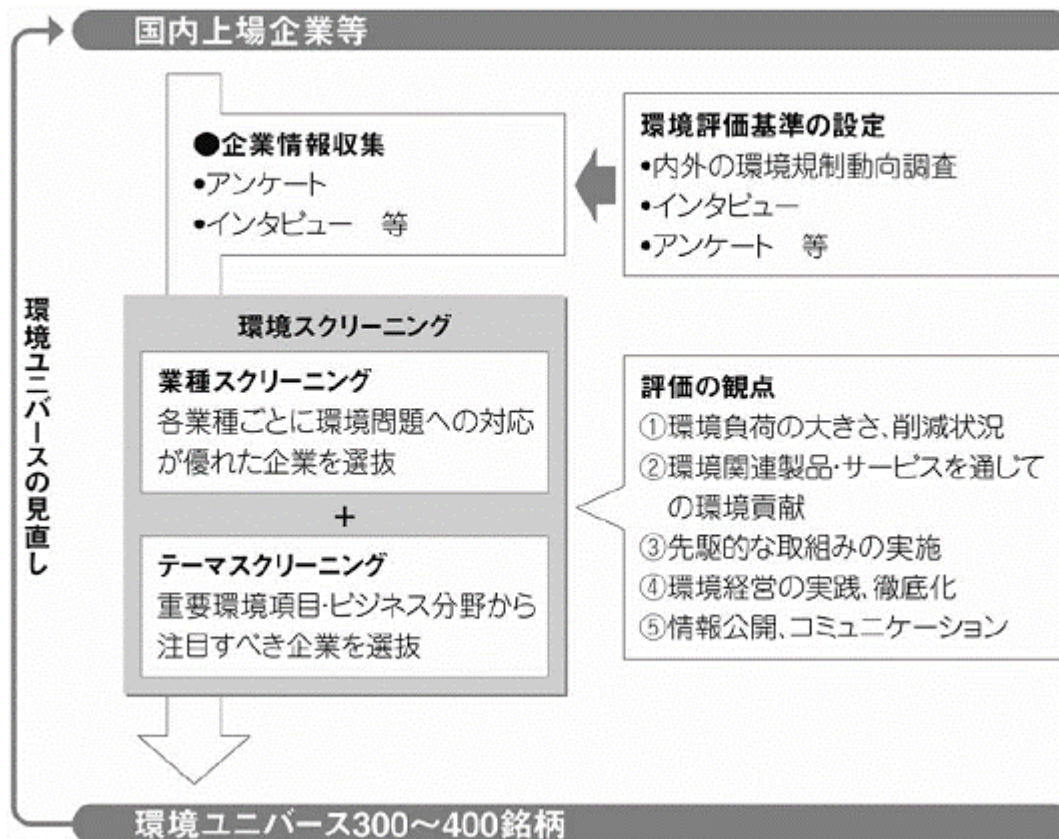 国内上場企業等
●企業情報収集
•アンケート
•インタビュー 等
環境評価基準の設定
•内外の環境規制動向調査
•インタビュー
•アンケート 等
環境スクリーニング
業種スクリーニング
各業種ごとに環境問題への対応
が優れた企業を選抜
+
テーマスクリーニング
重要環境項目・ビジネス分野から
注目すべき企業を選抜
評価の観点
①環境負荷の大きさ、削減状況
②環境関連製品・サービスを通じて
の環境貢献
③先駆的な取組みの実施
④環境経営の実践、徹底化
⑤情報公開、コミュニケーション
環境ユニバースの見直し
環境ユニバース300～400銘柄